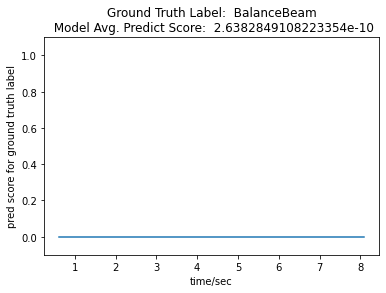 Ground Truth Label:  BalanceBeam
Model Avg. Predict Score:  2.6382849108223354e-10
1.0
0.8
0.6
0.4
0.2
0.0
pred score for ground truth label
1 2 3 4 5 6 7 8
time/sec